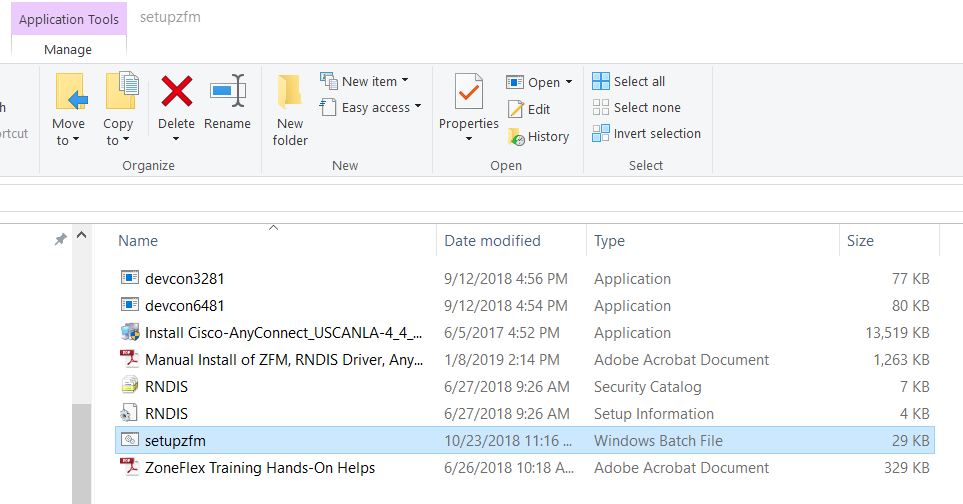 Application Tools setupzfm
Manage
Move to Copy to Delete Rename
Organize
New folder New item Easy access
New
Properties Open Edit History
Open
Select all Select none Invert selection
Select
Name Date modified Type Size
devcon3281 9/12/2018 4:56 PM Application 77 KB
devcon6481 9/12/2018 4:54 PM Application 80 KB
Install Cisco-AnyConnect_USCANLA-4_4_... 6/5/2017 4:52 PM Application 13,519 KB
Manual Install of ZFM, RNDIS Driver, Any... 1/8/2019 2:14 PM Adobe Acrobat Document 1,263 KB
RNDIS 6/27/2018 9:26 AM Security Catalog 7 KB
RNDIS 6/27/2018 9:26 AM Setup Information 4 KB
setupzfm 10/23/2018 11:16 ... Windows Batch File 29 KB
ZoneFlex Training Hands-On Helps 6/26/2018 10:18 A... Adobe Acrobat Document 329 KB